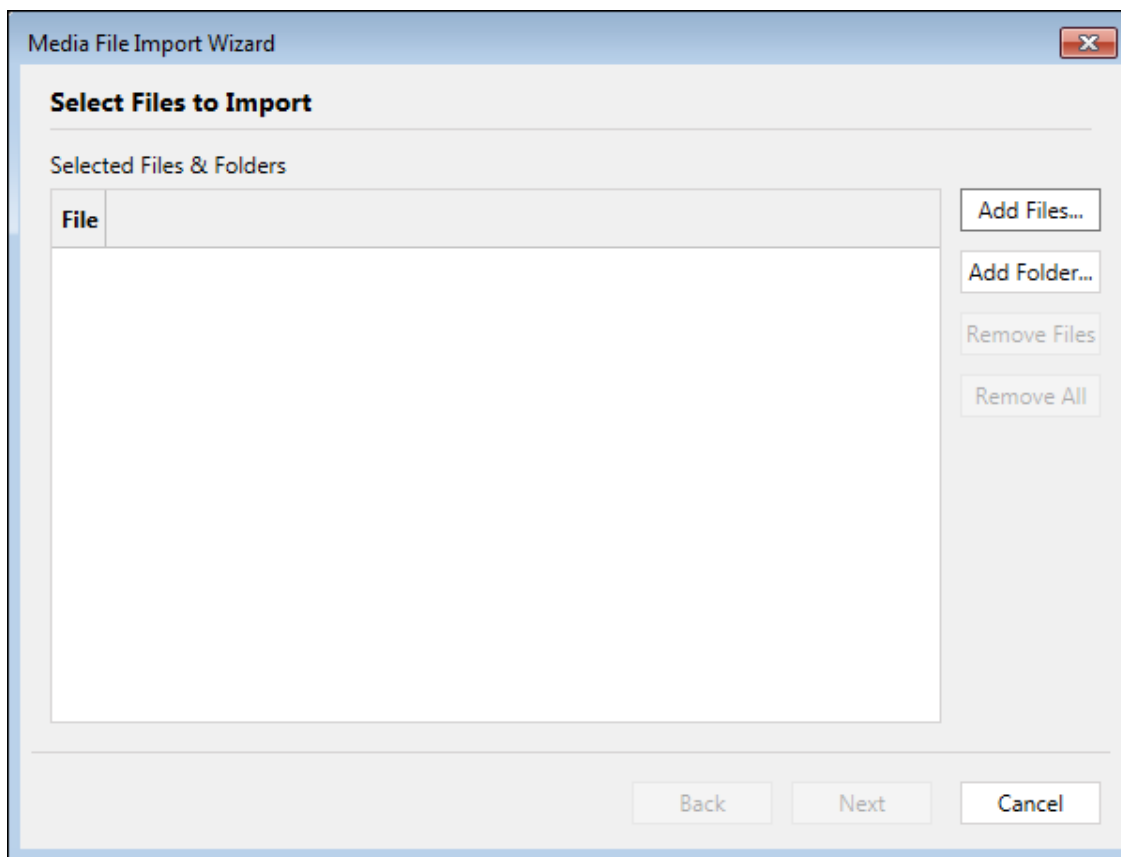 Media File Import Wizard
Select Files to Import
Selected Files & Folders
File
Add Files...
Add Folder...
Remove Files
Remove All
Back
Next
Cancel